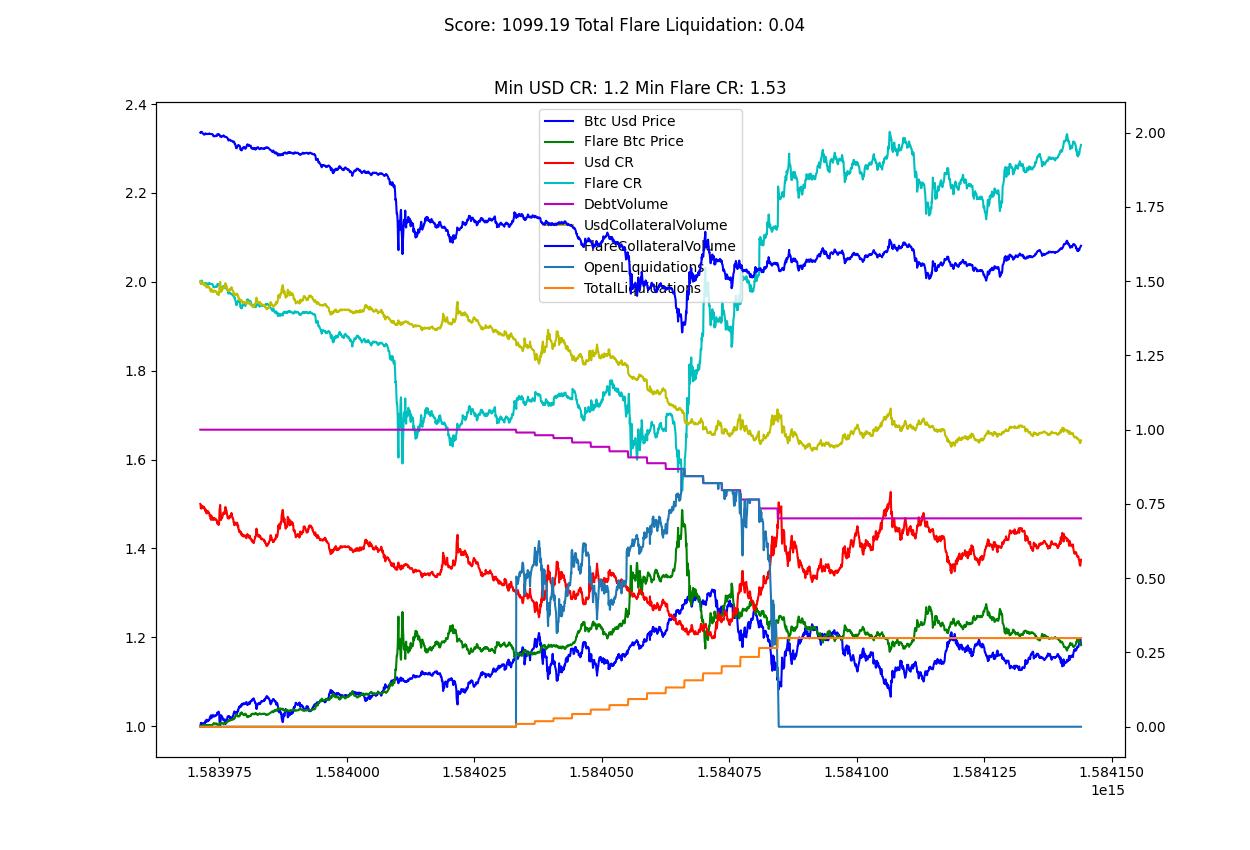 Score: 1099.19 Total Flare Liquidation: 0.04
Min USD CR: 1.2 Min Flare CR: 1.53
Btc Usd Price
Flare Btc Price
Usd CR
Flare CR
DebtVolume
UsdCollateralVolume
FlareCollateralVolume
OpenLiquidations
TotalLiquidations
2.4
2.2
2.0
1.8
1.6
1.4
1.2
1.0
2.00
1.75
1.50
1.25
1.00
0.75
0.50
0.25
0.00
1.583975 1.584000 1.584025 1.584050 1.584075 1.584100 1.584125 1.584150
1e15